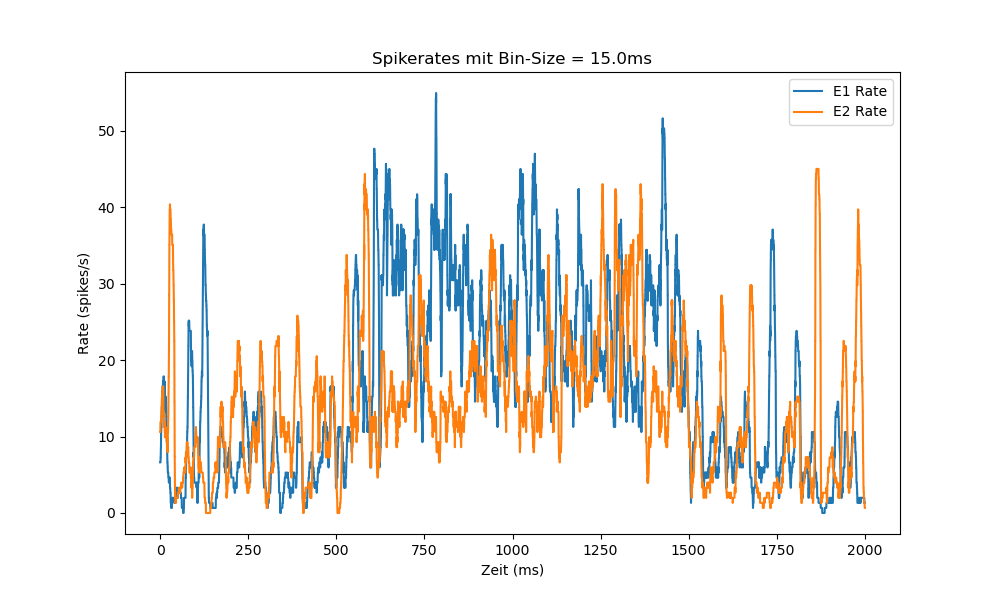 Spikerates mit Bin-Size = 15.0ms
E1 Rate
E2 Rate
50
40
30
20
10
0
Rate (spikes/s)
0 250 500 750 1000 1250 1500 1750 2000
Zeit (ms)